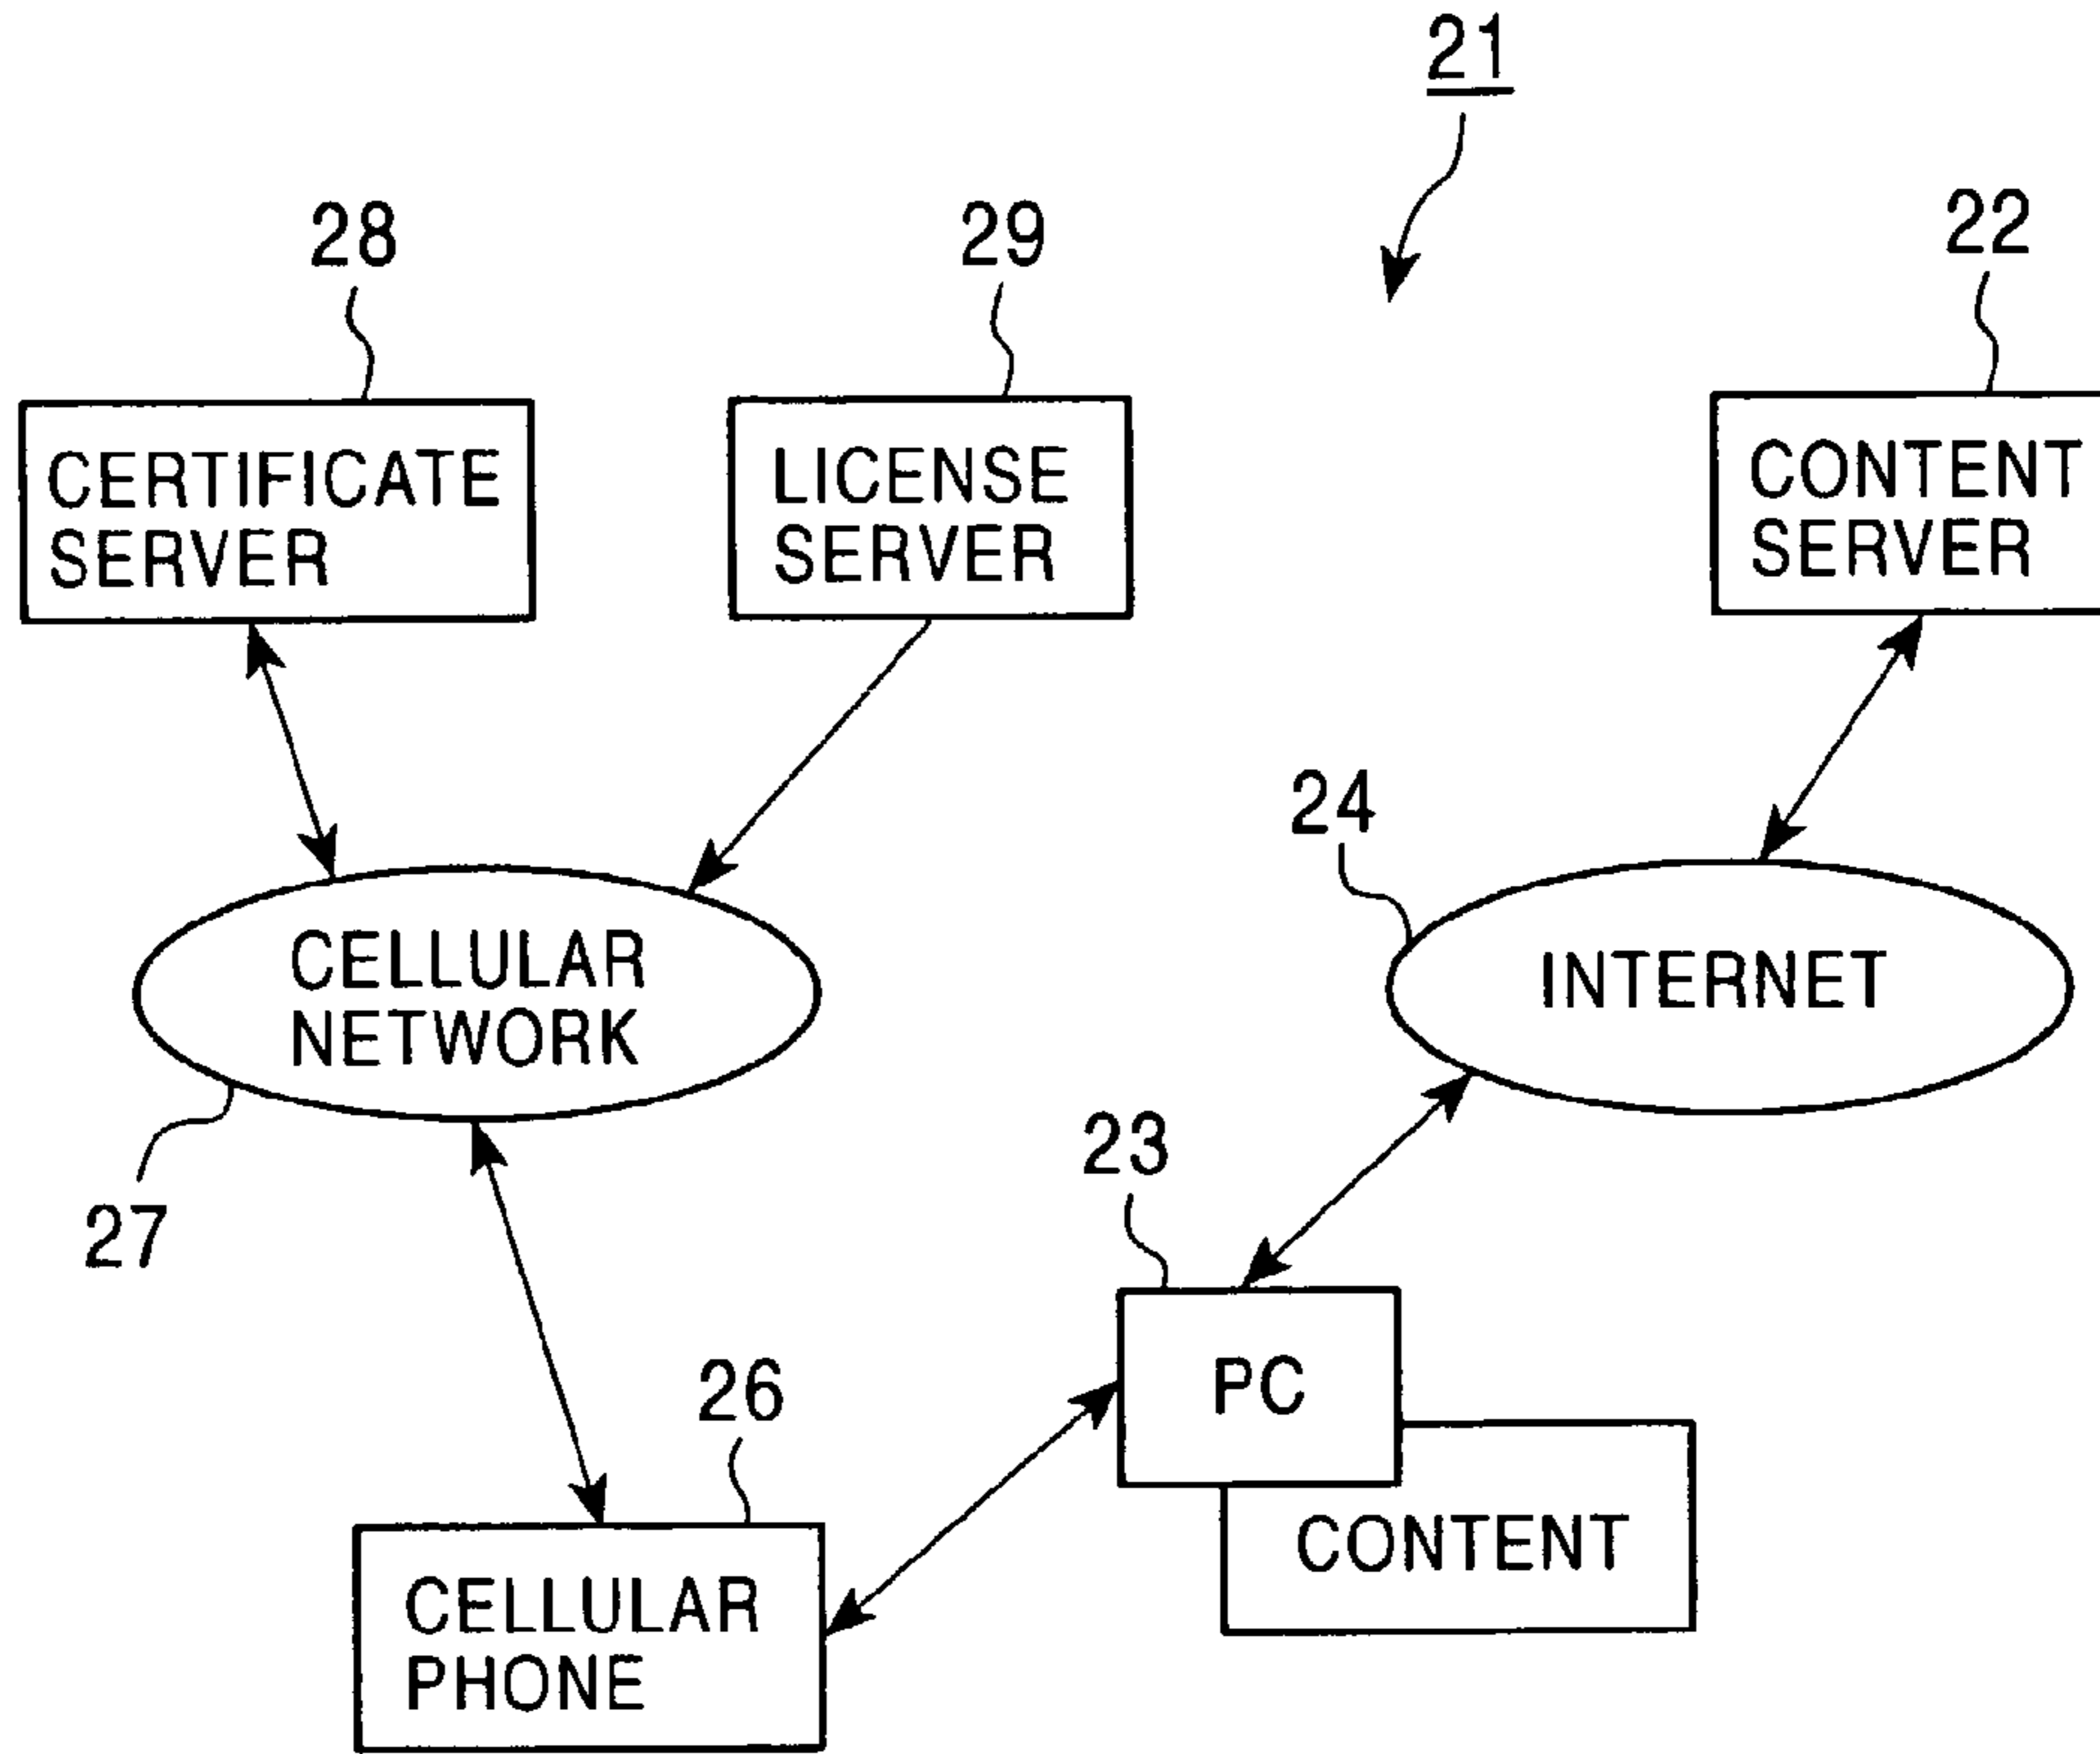 21
28
29
22
CERTIFICATE
SERVER
LICENSE
SERVER
CONTENT
SERVER
24
CELLULAR
NETWORK
INTERNET
23
27
26
PC
CONTENT
CELLULAR
PHONE